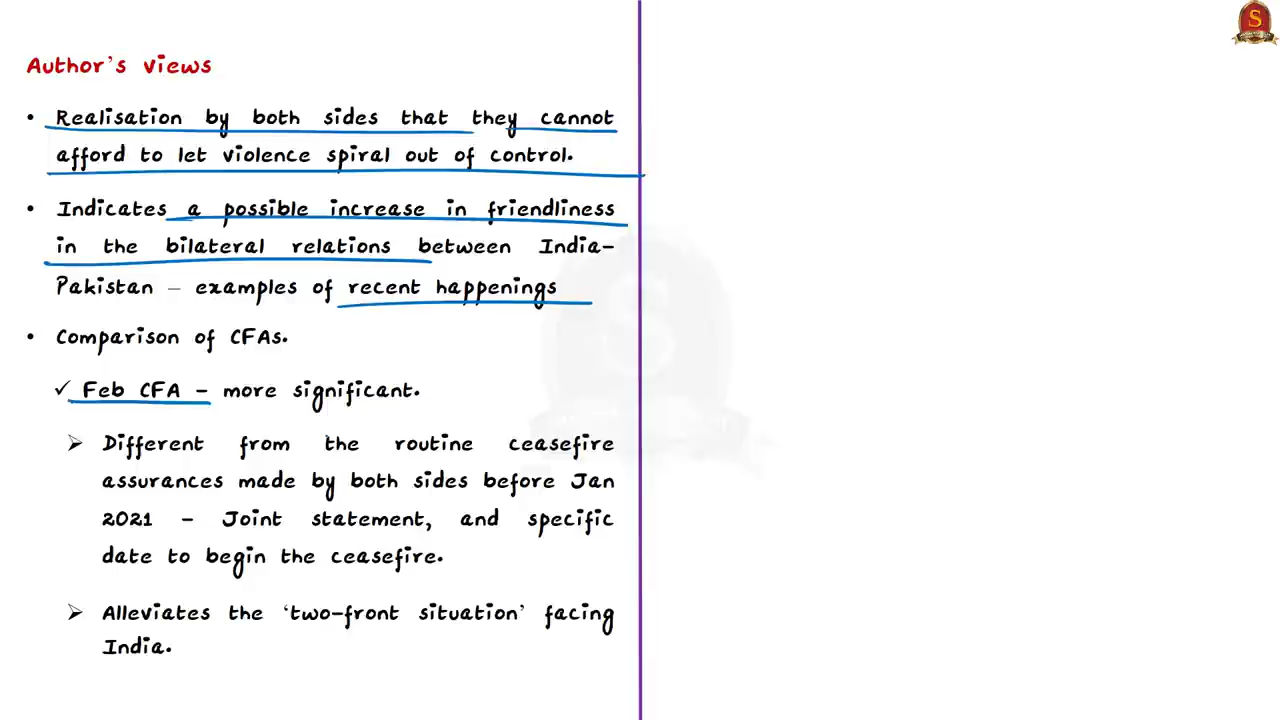 Author's views
• Realisation by both sides that they cannot
afford to let violence spiral out of control.
• Indicates a possible increase in friendliness
in the bilateral relations between India-
Pakistan – examples of recent happenings
• Comparison of CFAs.
✓ Feb CFA – more significant.
➢ Different from the routine ceasefire
assurances made by both sides before Jan
2021 – Joint statement, and specific
date to begin the ceasefire.
➢ Alleviates the ‘two-front situation’ facing
India.
S